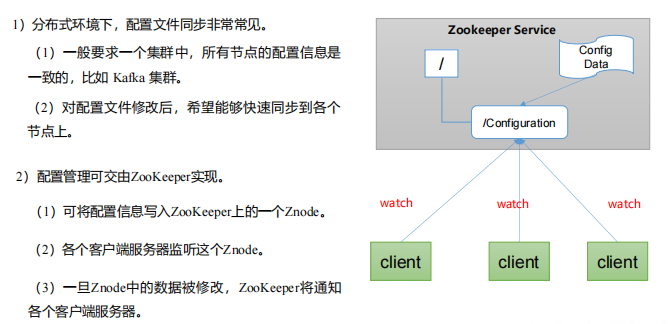 1）分布式环境下，配置文件同步非常常见。
（1）一般要求一个集群中，所有节点的配置信息是
一致的，比如 Kafka 集群。
（2）对配置文件修改后，希望能够快速同步到各个
节点上。
2）配置管理可交由ZooKeeper实现。
（1）可将配置信息写入ZooKeeper上的一个Znode。
（2）各个客户端服务器监听这个Znode。
（3）一旦Znode中的数据被修改，ZooKeeper将通知
各个客户端服务器。
Zookeeper Service
/
Config
Data
/Configuration
watch
watch
watch
client
client
client